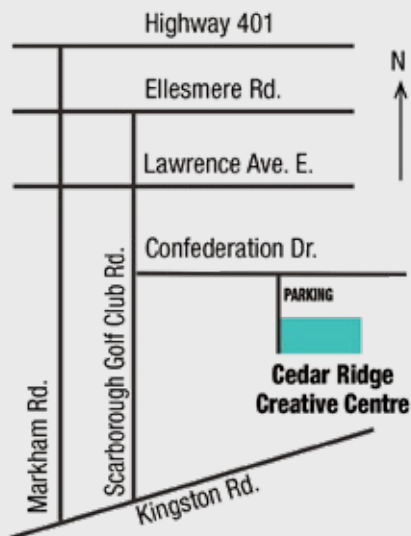 Highway 401
N
Ellesmere Rd.
Lawrence Ave. E.
Confederation Dr.
PARKING
Cedar Ridge
Creative Centre
Markham Rd.
Scarborough Golf Club Rd.
Kingston Rd.